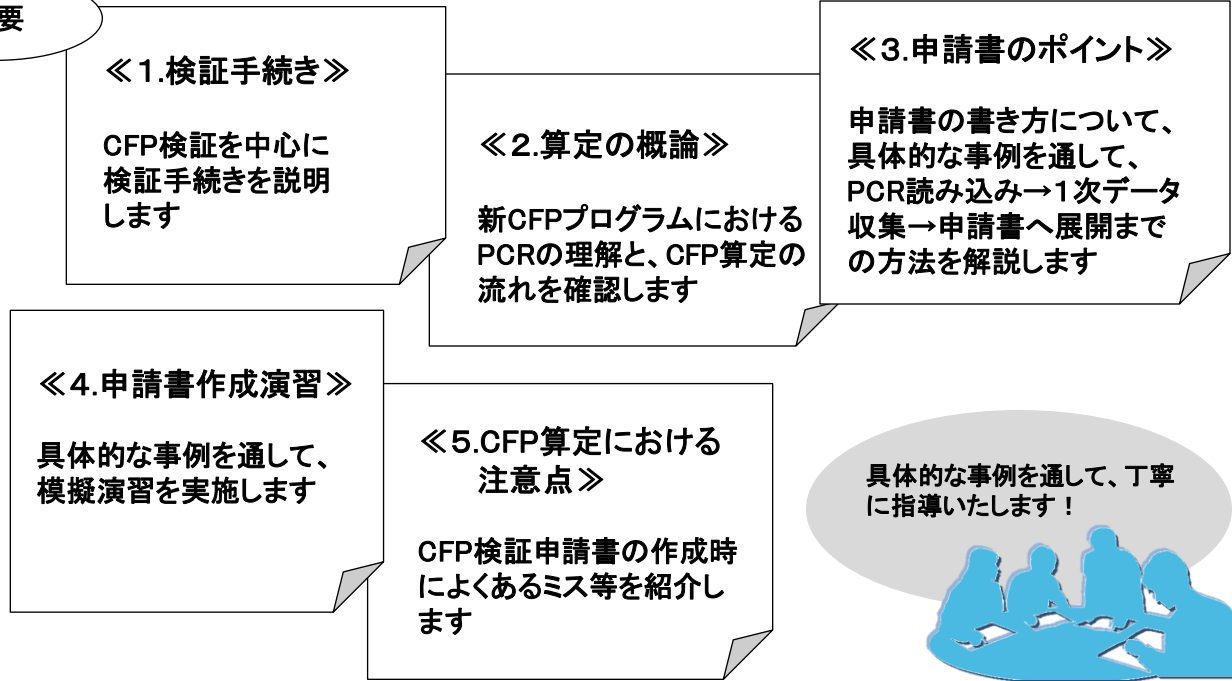 要
≪1.検証手続き≫
CFP検証を中心に
検証手続きを説明
します
≪2.算定の概論≫
新CFPプログラムにおける
PCRの理解と、CFP算定の
流れを確認します
≪3.申請書のポイント≫
申請書の書き方について、
具体的な事例を通して、
PCR読み込み→1次データ
収集→申請書へ展開まで
の方法を解説します
≪4.申請書作成演習≫
具体的な事例を通して、
模擬演習を実施します
≪5.CFP算定における
注意点≫
CFP検証申請書の作成時
によくあるミス等を紹介し
ます
具体的な事例を通して、丁寧
に指導いたします！